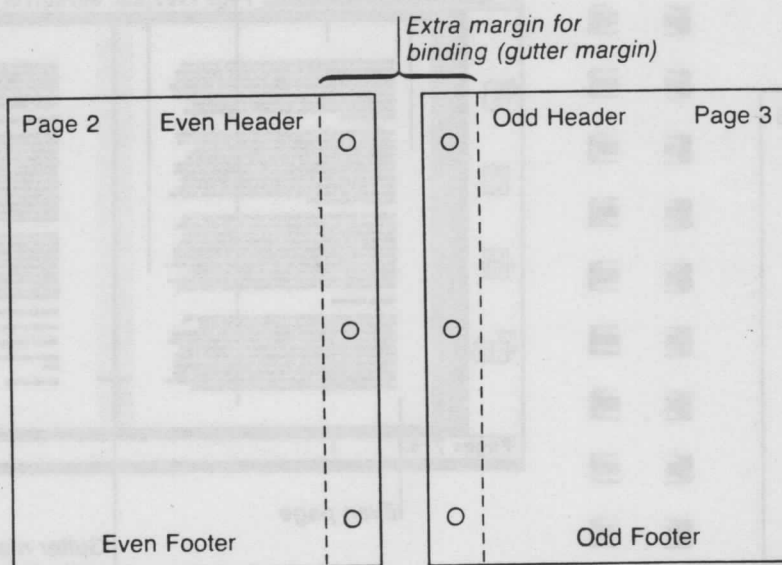 Extra margin for
binding (gutter margin)
Page 2 Even Header
Odd Header Page 3
Even Footer
Odd Footer